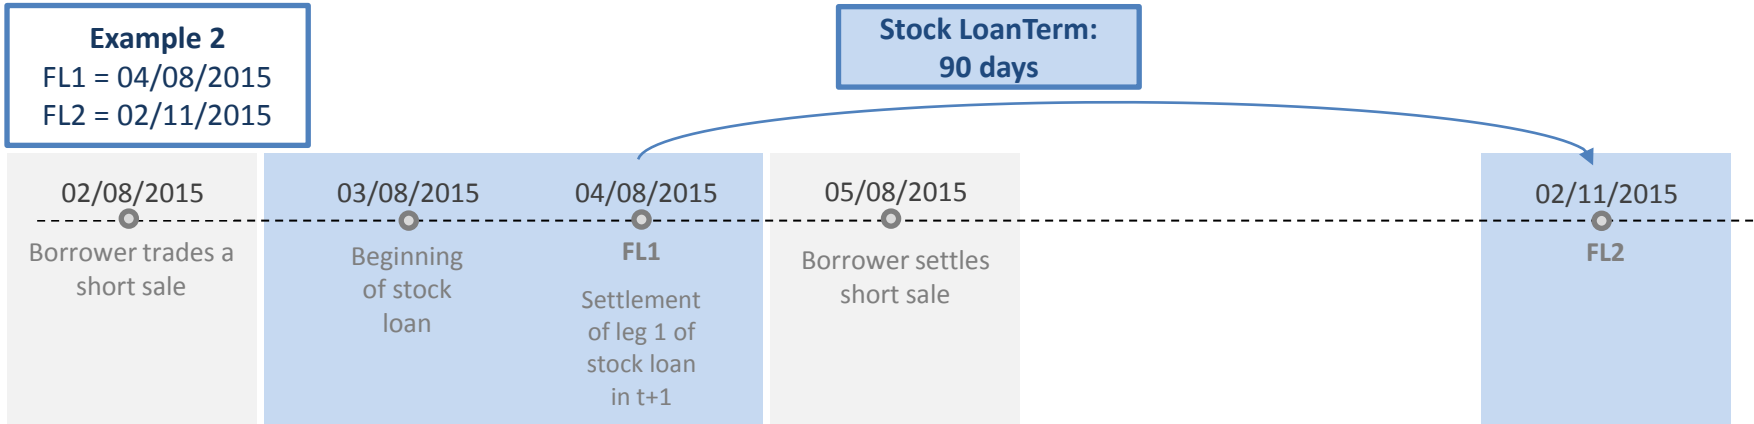 Example 2
FL1 = 04/08/2015
FL2 = 02/11/2015
Stock LoanTerm:
90 days
02/08/2015
Borrower trades a
short sale
03/08/2015
Beginning
of stock
loan
04/08/2015
FL1
Settlement
of leg 1 of
stock loan
in t+1
05/08/2015
Borrower settles
short sale
02/11/2015
FL2